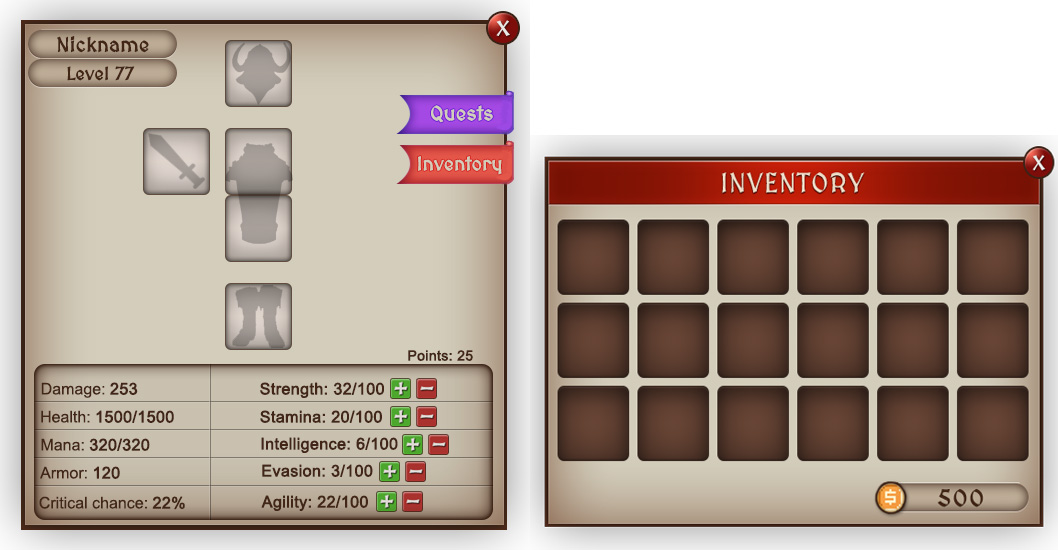 X
Nickname
Level 77
Quests
Inventory
Points: 25
Damage: 253
Strength: 32/100
Health: 1500/1500
Stamina: 20/100
Mana: 320/320
Intelligence: 6/100
Armor: 120
Evasion: 3/100
Critical chance: 22%
Agility: 22/100
X
INVENTORY
$ 500